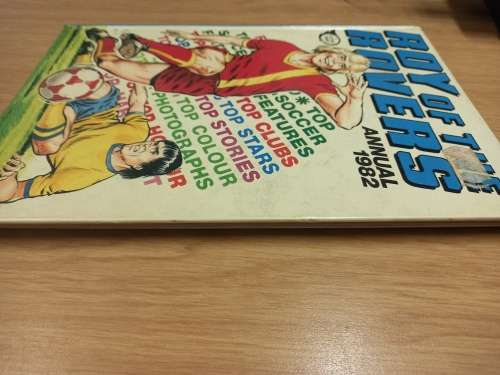 ROY OF THE
ROVERS
ANNUAL
1982
* TOP
SOCCER
FEATURES
TOP CLUBS
TOP STARS
TOP STORIES
TOP COLOUR
PHOTOGRAPHS